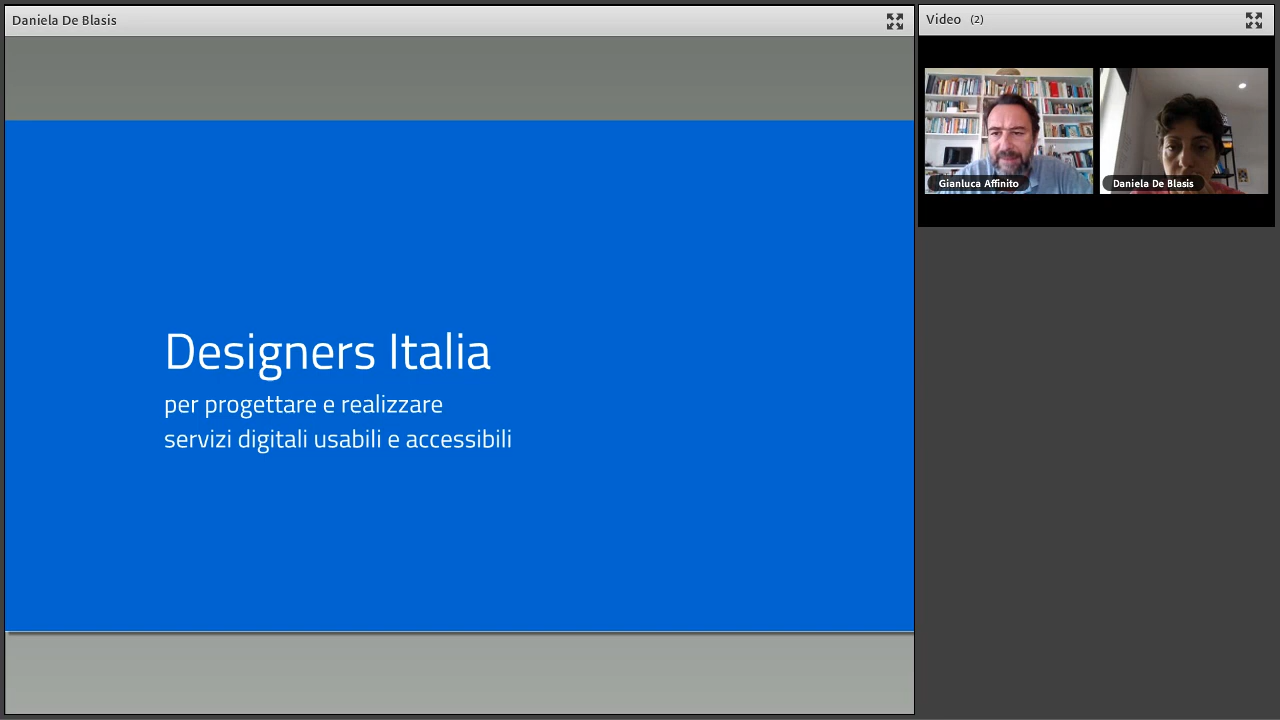 Daniela De Blasis
Video (2)
Gianluca Affinito
Daniela De Blasis
Designers Italia
per progettare e realizzare
servizi digitali usabili e accessibili